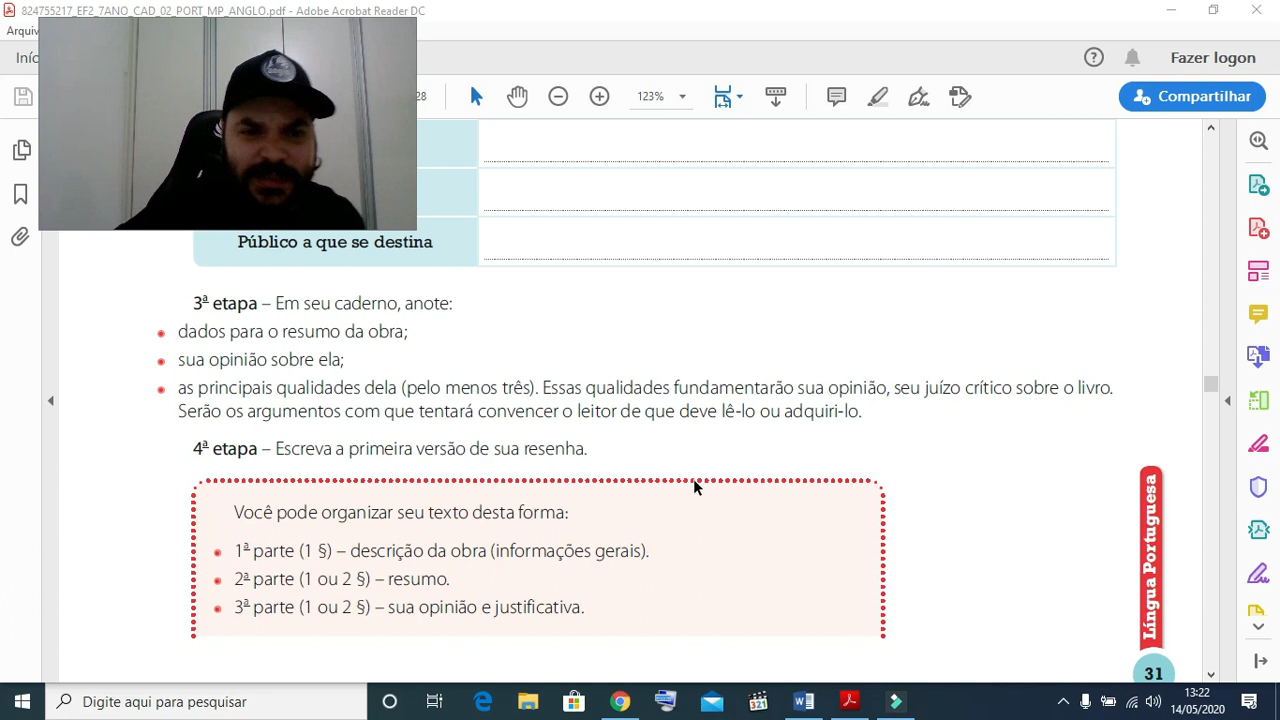 824755217_EF2_7ANO_CAD_02_PORT_MP_ANGLO.pdf - Adobe Acrobat Reader DC
Arquiv
Iníc
Fazer logon
28
123%
Compartilhar
Público a que se destina
3ª etapa – Em seu caderno, anote:
dados para o resumo da obra;
sua opinião sobre ela;
as principais qualidades dela (pelo menos três). Essas qualidades fundamentarão sua opinião, seu juízo crítico sobre o livro.
Serão os argumentos com que tentará convencer o leitor de que deve lê-lo ou adquiri-lo.
4ª etapa – Escreva a primeira versão de sua resenha.
Você pode organizar seu texto desta forma:
1ª parte (1 §) – descrição da obra (informações gerais).
2ª parte (1 ou 2 §) – resumo.
3ª parte (1 ou 2 §) – sua opinião e justificativa.
Língua Portuguesa
31
Digite aqui para pesquisar
321
13:22
14/05/2020